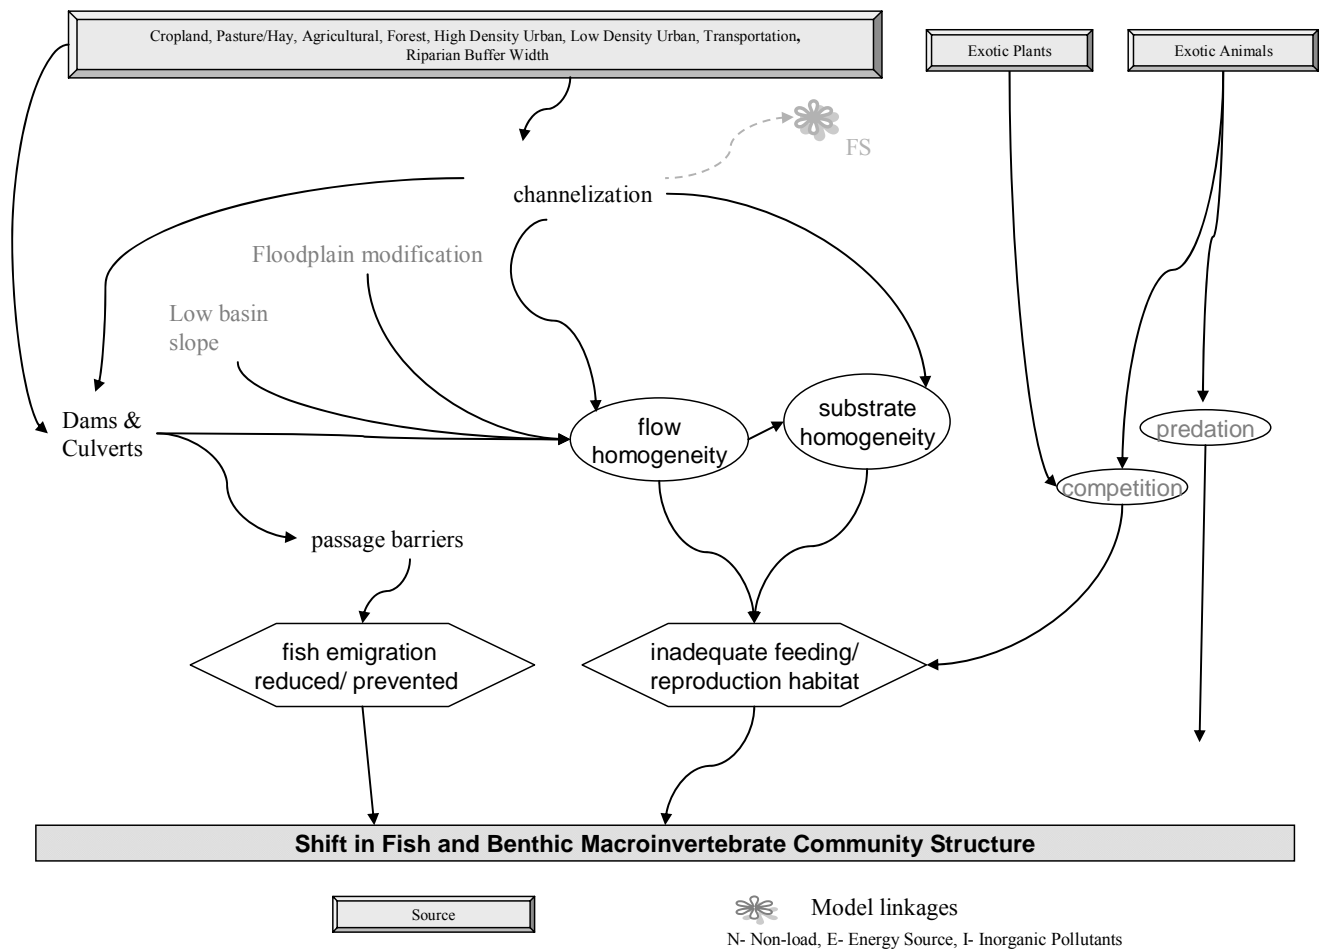 Cropland, Pasture/Hay, Agricultural, Forest, High Density Urban, Low Density Urban, Transportation,
Riparian Buffer Width
Exotic Plants
Exotic Animals
FS
channelization
Floodplain modification
Low basin
slope
Dams &
Culverts
flow
homogeneity
substrate
homogeneity
predation
competition
passage barriers
fish emigration
reduced/ prevented
inadequate feeding/
reproduction habitat
Shift in Fish and Benthic Macroinvertebrate Community Structure
Source
Model linkages
N- Non-load, E- Energy Source, I- Inorganic Pollutants